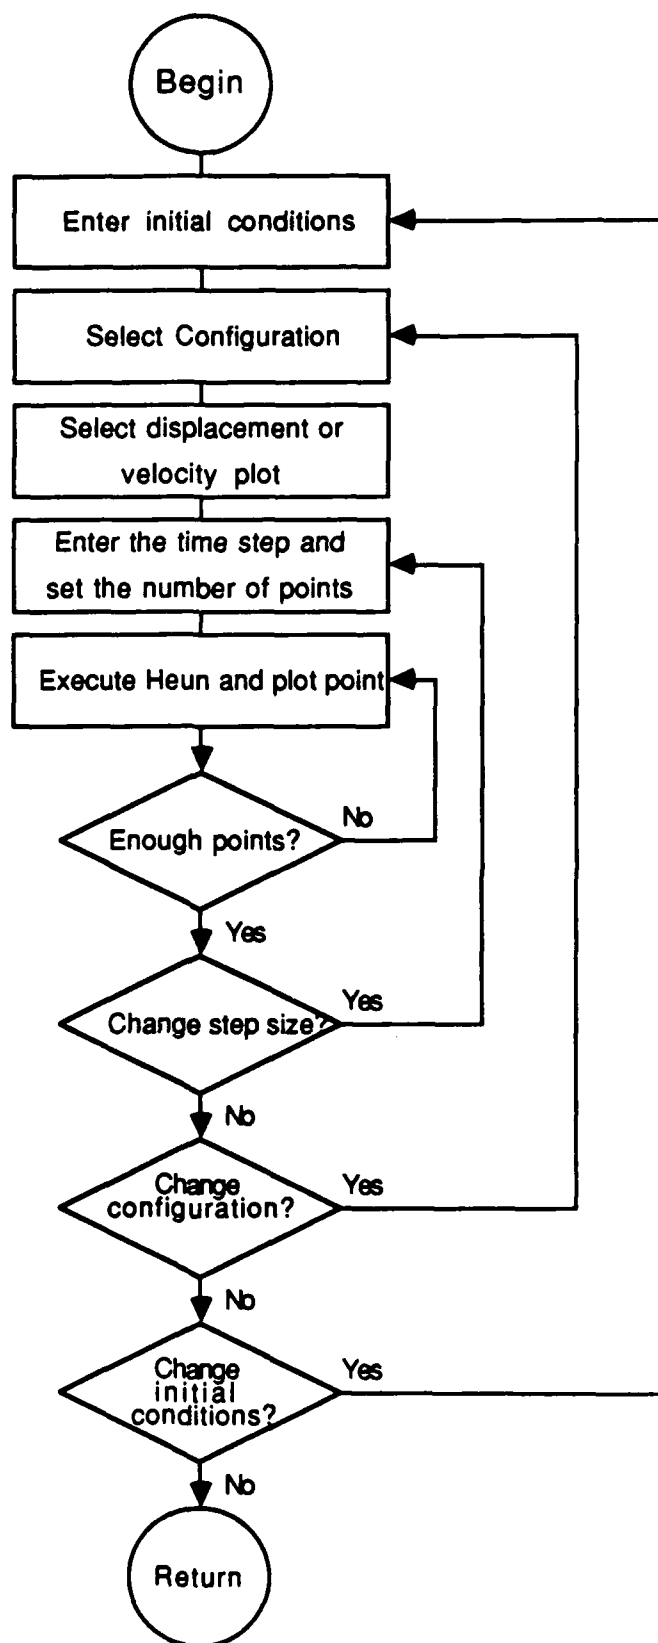 Begin
Enter initial conditions
Select Configuration
Select displacement or
velocity plot
Enter the time step and
set the number of points
Execute Heun and plot point
No
Enough points?
Yes
Yes
Change step size?
No
Change
configuration?
Yes
No
Change
initial
conditions?
Yes
No
Return